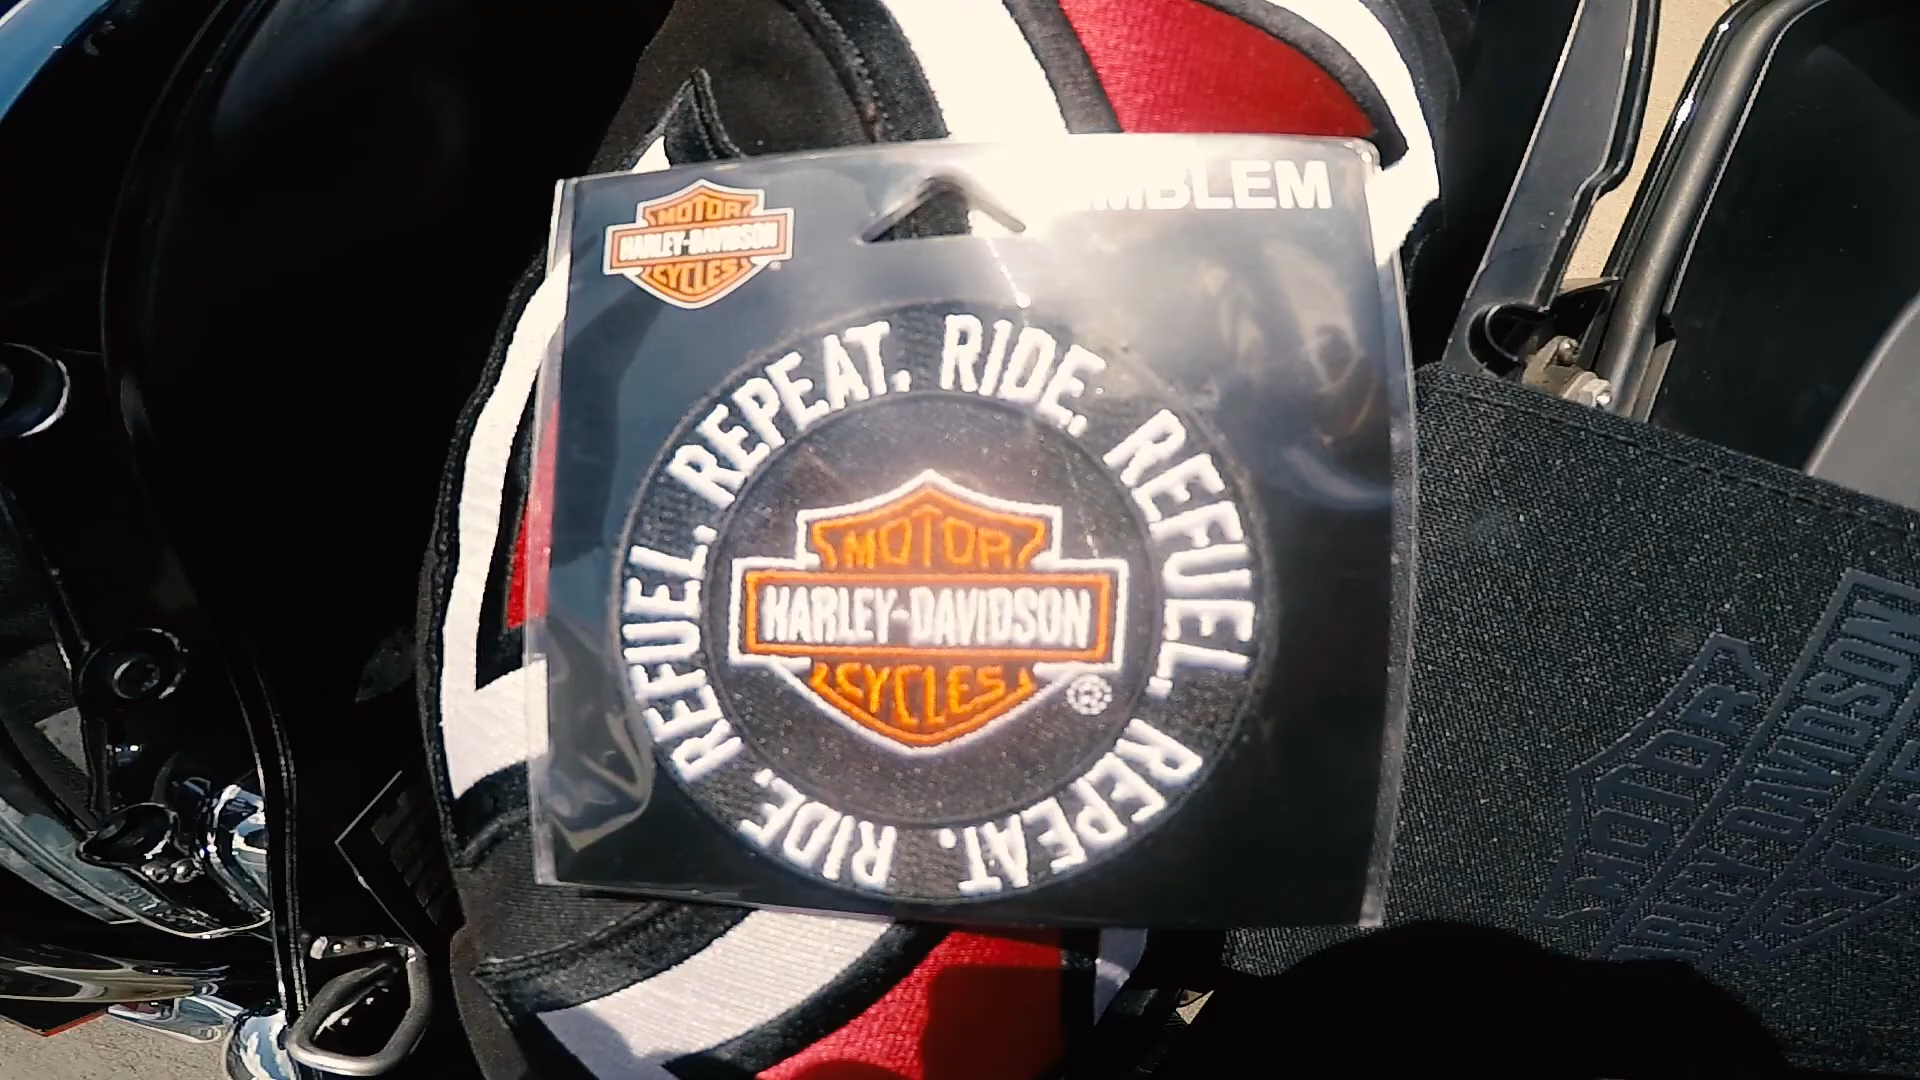 MOTOR
HARLEY-DAVIDSON
CYCLES
EMBLEM
RIDE. REFUEL. REPEAT. RIDE. REFUEL. REPEAT.
MOTOR
HARLEY-DAVIDSON
CYCLES
®
MOTOR
HARLEY-DAVIDSON
CYCLES